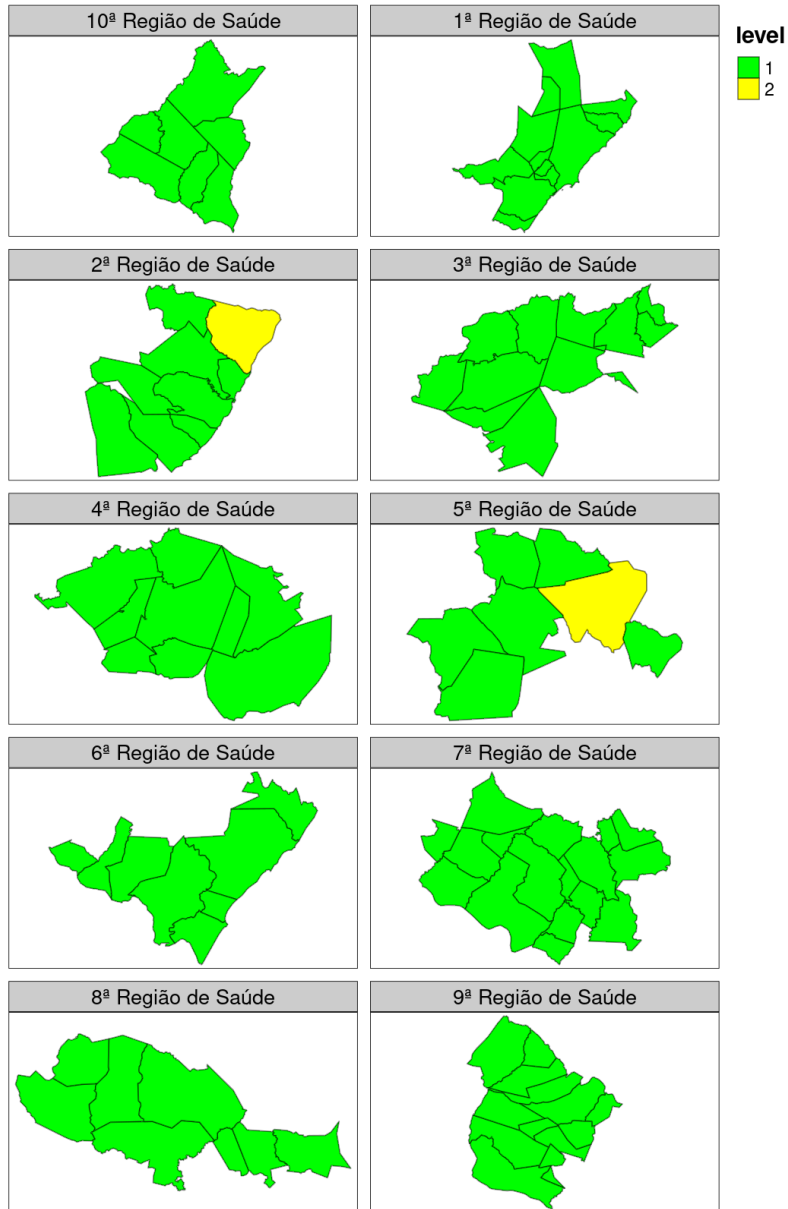 10ª Região de Saúde
1ª Região de Saúde
level
1
2
2ª Região de Saúde
3ª Região de Saúde
4ª Região de Saúde
5ª Região de Saúde
6ª Região de Saúde
7ª Região de Saúde
8ª Região de Saúde
9ª Região de Saúde